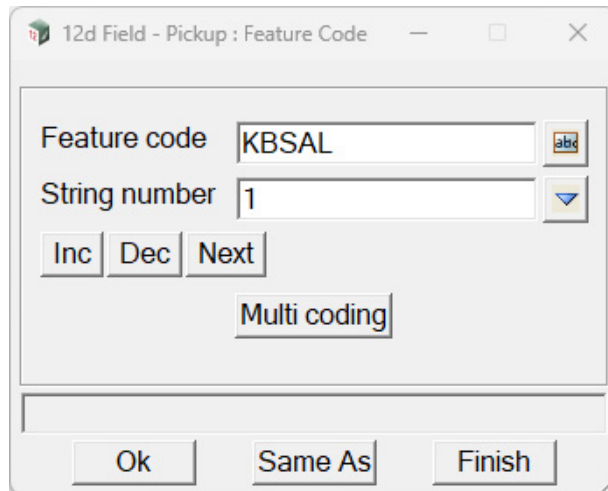 12d Field - Pickup : Feature Code
Feature code KBSAL abc
String number 1
Inc Dec Next
Multi coding
Ok Same As Finish